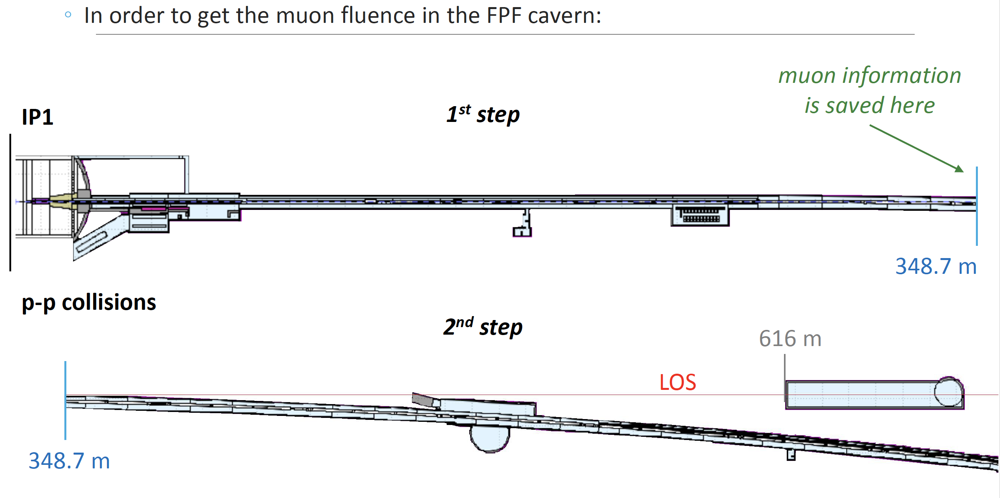 ◦ In order to get the muon fluence in the FPF cavern:
muon information
is saved here
IP1
1st step
348.7 m
p-p collisions
2nd step
616 m
LOS
348.7 m